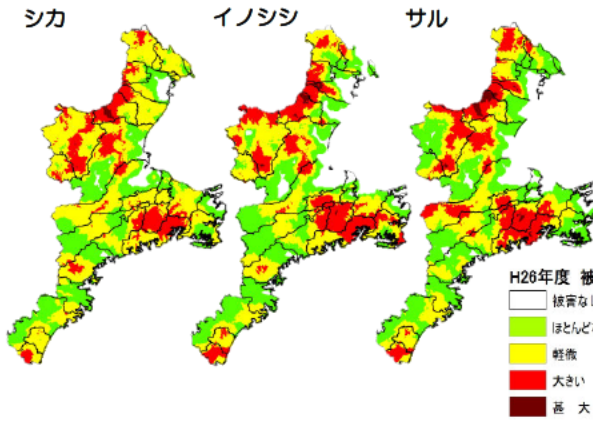 シカ
イノシシ
サル
H26年度 被
被害なし
ほとんど
軽微
大きい
甚 大